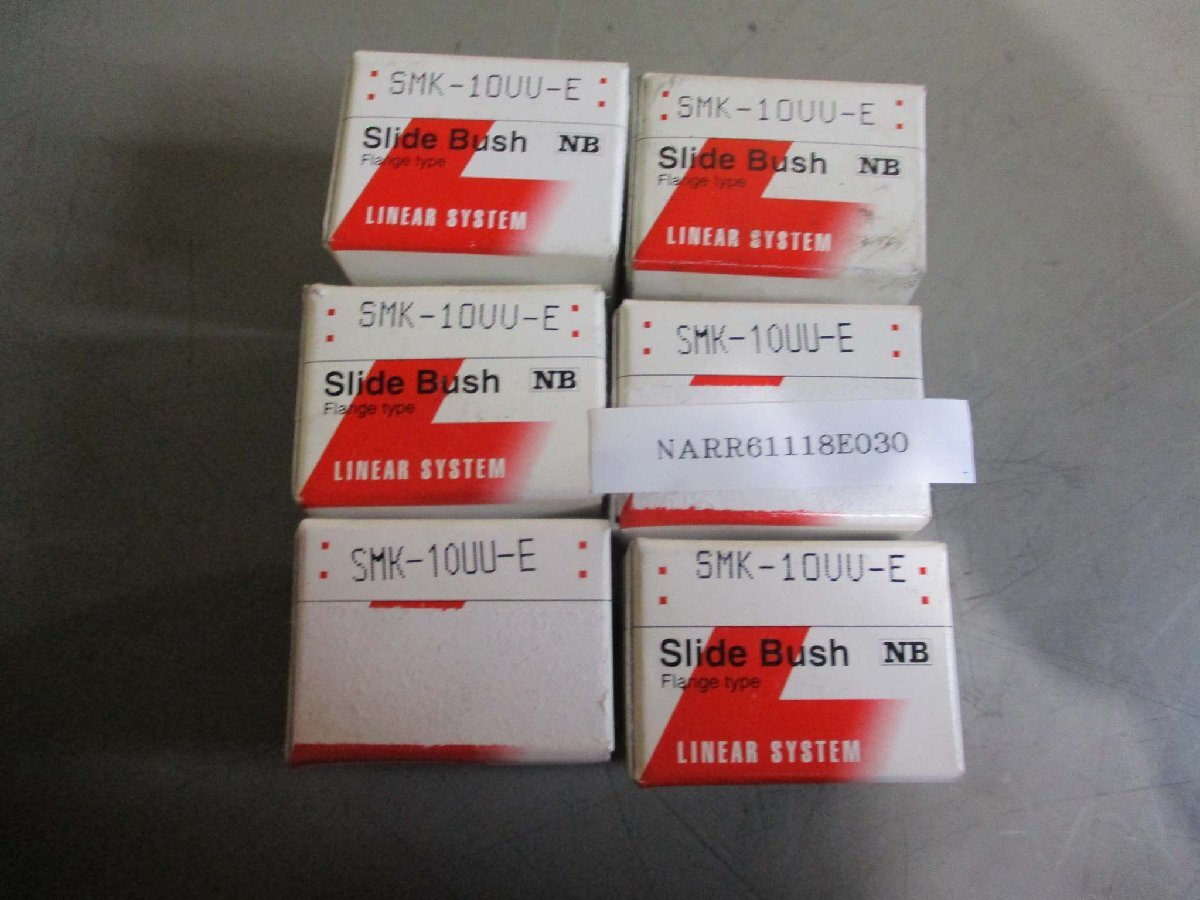 SMK-10UU-E
Slide Bush NB
Flange type
LINEAR SYSTEM
SMK-10UU-E
Slide Bush NB
Flange type
LINEAR SYSTEM
SMK-10UU-E
Slide Bush NB
Flange type
LINEAR SYSTEM
SMK-10UU-E
NARR61118E030
SMK-10UU-E
SMK-10UU-E
Slide Bush NB
Flange type
LINEAR SYSTEM